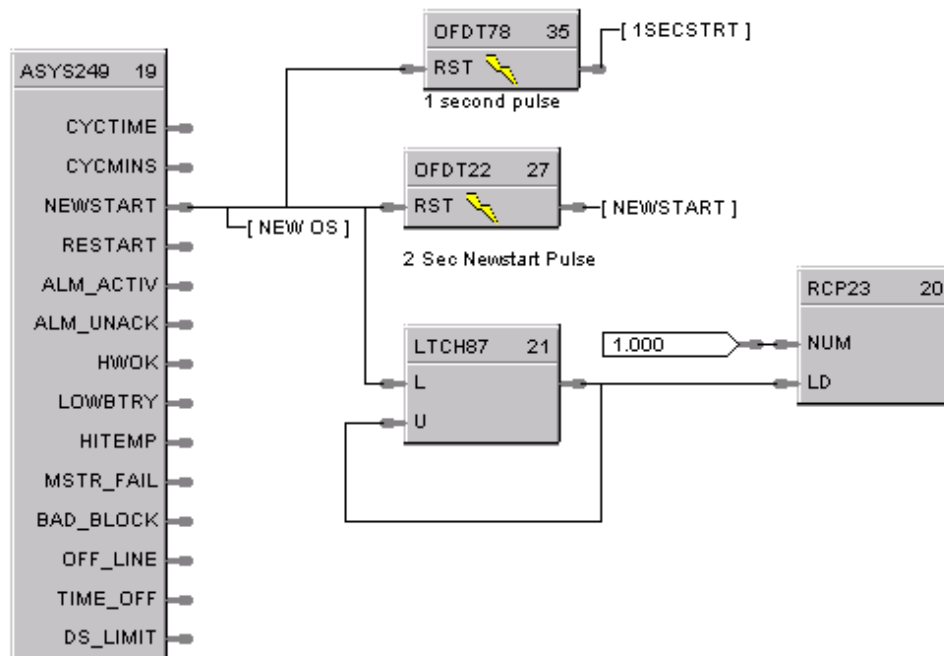 OFDT78 35
[ 1SECSTRT ]
RST
1 second pulse
ASYS249 19
CYCTIME
CYCMINS
NEWSTART
RESTART
ALM_ACTIV
ALM_UNACK
HWOK
LOWBTRY
HITEMP
MSTR_FAIL
BAD_BLOCK
OFF_LINE
TIME_OFF
DS_LIMIT
[ NEW OS ]
OFDT22 27
RST
[ NEWSTART ]
2 Sec Newstart Pulse
LTCH87 21
L
U
1.000
RCP23 20
NUM
LD